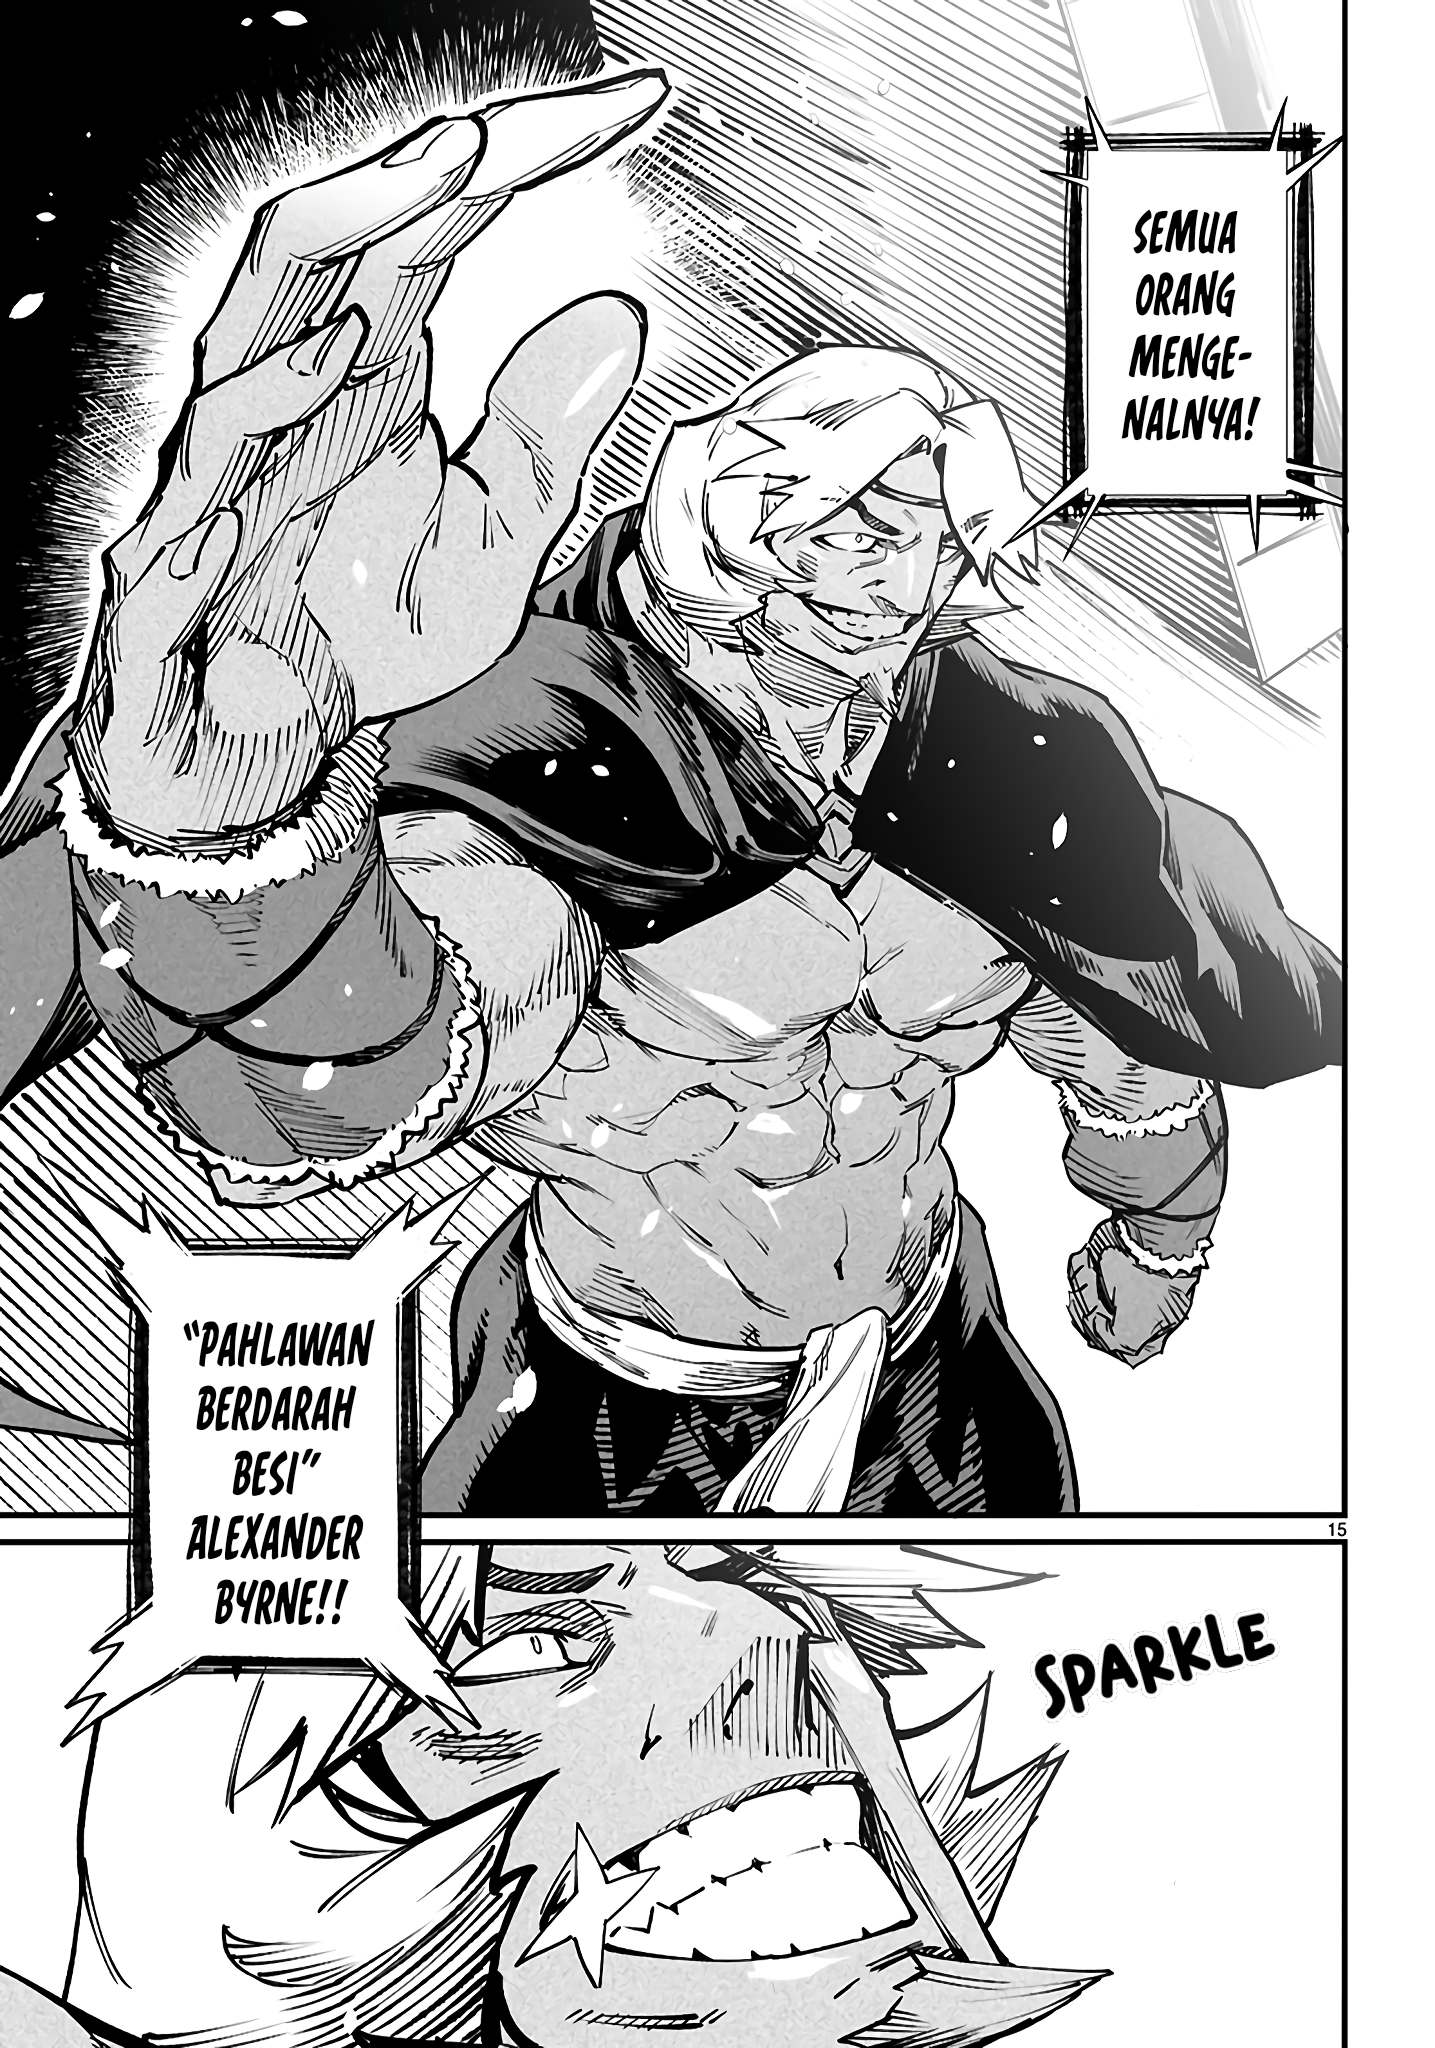 SEMUA
ORANG
MENGE-
NALNYA!
"PAHLAWAN
BERDARAH
BESI"
ALEXANDER
BYRNE!!
15
SPARKLE